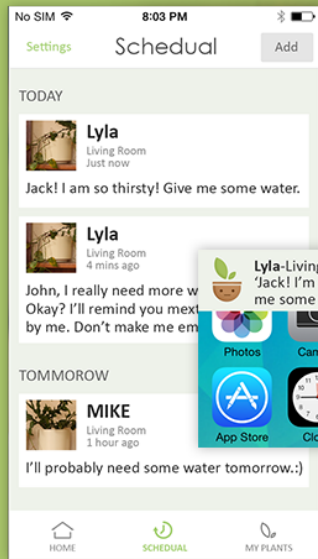 No SIM
8:03 PM
Settings
Schedual
Add
TODAY
Lyla
Living Room
Just now
Jack! I am so thirsty! Give me some water.
Lyla
Living Room
4 mins ago
John, I really need more w
Okay? I'll remind you mext
by me. Don't make me em
Lyla-Living
'Jack! I'm
me some
Photos
Cam
App Store
Clo
TOMMOROW
MIKE
Living Room
1 hour ago
I'll probably need some water tomorrow.:)
HOME
SCHEDUAL
MY PLANTS